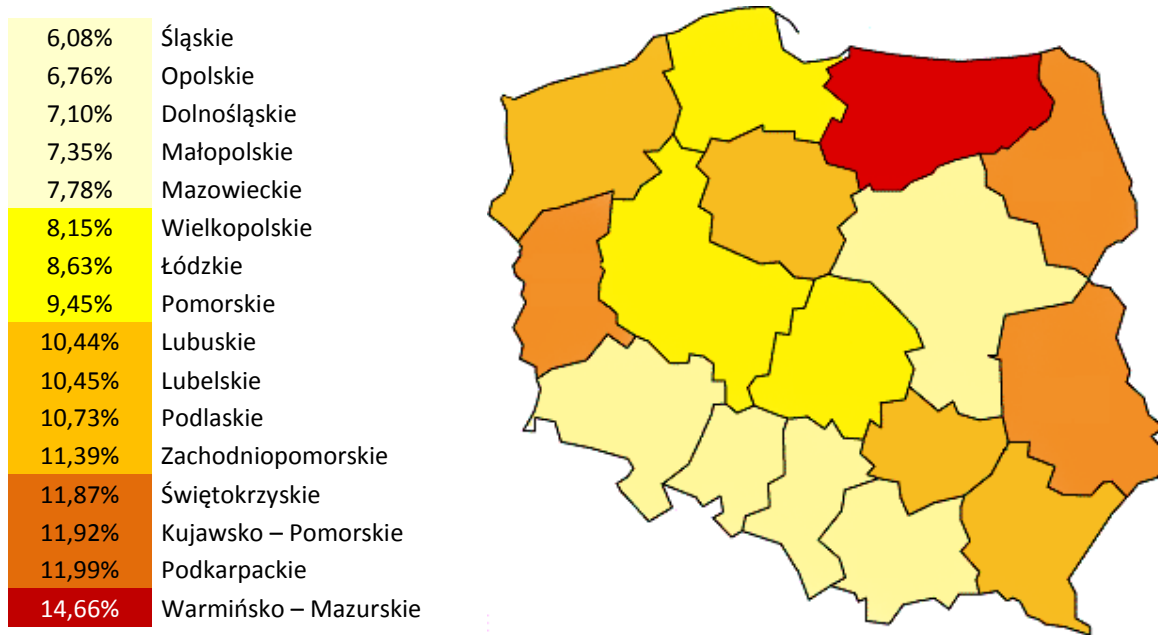 6,08% Śląskie
6,76% Opolskie
7,10% Dolnośląskie
7,35% Małopolskie
7,78% Mazowieckie
8,15% Wielkopolskie
8,63% Łódzkie
9,45% Pomorskie
10,44% Lubuskie
10,45% Lubelskie
10,73% Podlaskie
11,39% Zachodniopomorskie
11,87% Świętokrzyskie
11,92% Kujawsko – Pomorskie
11,99% Podkarpackie
14,66% Warmińsko – Mazurskie